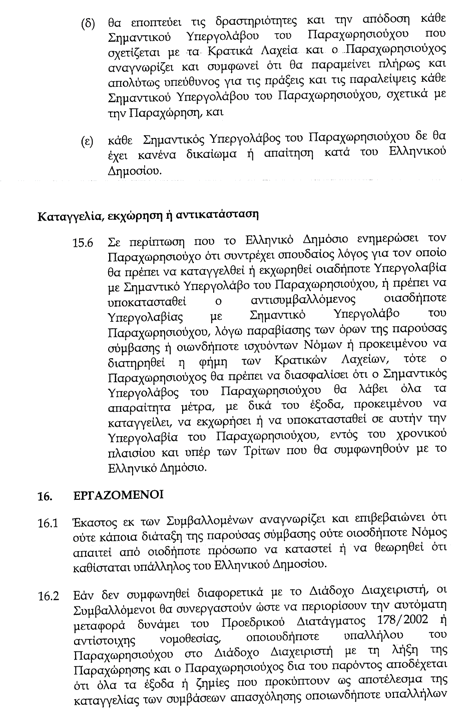 (δ) θα εποπτεύει τις δραστηριότητες και την απόδοση κάθε
Σημαντικού Υπεργολάβου του Παραχωρησιούχου που
σχετίζεται με τα Κρατικά Λαχεία και ο Παραχωρησιούχος
αναγνωρίζει και συμφωνεί ότι θα παραμείνει πλήρως και
απολύτως υπεύθυνος για τις πράξεις και τις παραλείψεις κάθε
Σημαντικού Υπεργολάβου του Παραχωρησιούχου, σχετικά με
την Παραχώρηση, και
(ε) κάθε Σημαντικός Υπεργολάβος του Παραχωρησιούχου δε θα
έχει κανένα δικαίωμα ή απαίτηση κατά του Ελληνικού
Δημοσίου.
Καταγγελία, εκχώρηση ή αντικατάσταση
15.6 Σε περίπτωση που το Ελληνικό Δημόσιο ενημερώσει τον
Παραχωρησιούχο ότι συντρέχει σπουδαίος λόγος για τον οποίο
θα πρέπει να καταγγελθεί ή εκχωρηθεί οιαδήποτε Υπεργολαβία
με Σημαντικό Υπεργολάβο του Παραχωρησιούχου, ή πρέπει να
υποκατασταθεί ο αντισυμβαλλόμενος οιασδήποτε
Υπεργολαβίας με Σημαντικό Υπεργολάβο του
Παραχωρησιούχου, λόγω παραβίασης των όρων της παρούσας
σύμβασης ή οιωνδήποτε ισχυόντων Νόμων ή προκειμένου να
διατηρηθεί η φήμη των Κρατικών Λαχείων, τότε ο
Παραχωρησιούχος θα πρέπει να διασφαλίσει ότι ο Σημαντικός
Υπεργολάβος του Παραχωρησιούχου θα λάβει όλα τα
απαραίτητα μέτρα, με δικά του έξοδα, προκειμένου να
καταγγείλει, να εκχωρήσει ή να υποκατασταθεί σε αυτήν την
Υπεργολαβία του Παραχωρησιούχου, εντός του χρονικού
πλαισίου και υπέρ των Τρίτων που θα συμφωνηθούν με το
Ελληνικό Δημόσιο.
16. ΕΡΓΑΖΟΜΕΝΟΙ
16.1 Έκαστος εκ των Συμβαλλομένων αναγνωρίζει και επιβεβαιώνει ότι
ούτε κάποια διάταξη της παρούσας σύμβασης ούτε οιοσδήποτε Νόμος
απαιτεί από οιοδήποτε πρόσωπο να καταστεί ή να θεωρηθεί ότι
καθίσταται υπάλληλος του Ελληνικού Δημοσίου.
16.2 Εάν δεν συμφωνηθεί διαφορετικά με το Διάδοχο Διαχειριστή, οι
Συμβαλλόμενοι θα συνεργαστούν ώστε να περιορίσουν την αυτόματη
μεταφορά δυνάμει του Προεδρικού Διατάγματος 178/2002 ή
αντίστοιχης νομοθεσίας, οποιουδήποτε υπαλλήλου του
Παραχωρησιούχου στο Διάδοχο Διαχειριστή με τη λήξη της
Παραχώρησης και ο Παραχωρησιούχος δια του παρόντος αποδέχεται
ότι όλα τα έξοδα ή ζημίες που προκύπτουν ως αποτέλεσμα της
καταγγελίας των συμβάσεων απασχόλησης οποιωνδήποτε υπαλλήλων